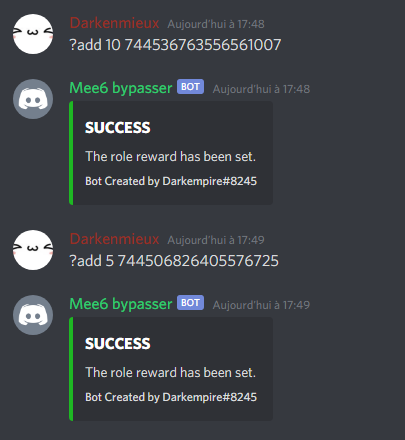 Darkenmieux Aujourd'hui à 17:48
?add 10 744536763556561007
Mee6 bypasser BOT Aujourd'hui à 17:48
SUCCESS
The role reward has been set.
Bot Created by Darkempire#8245
Darkenmieux Aujourd'hui à 17:49
?add 5 744506826405576725
Mee6 bypasser BOT Aujourd'hui à 17:49
SUCCESS
The role reward has been set.
Bot Created by Darkempire#8245